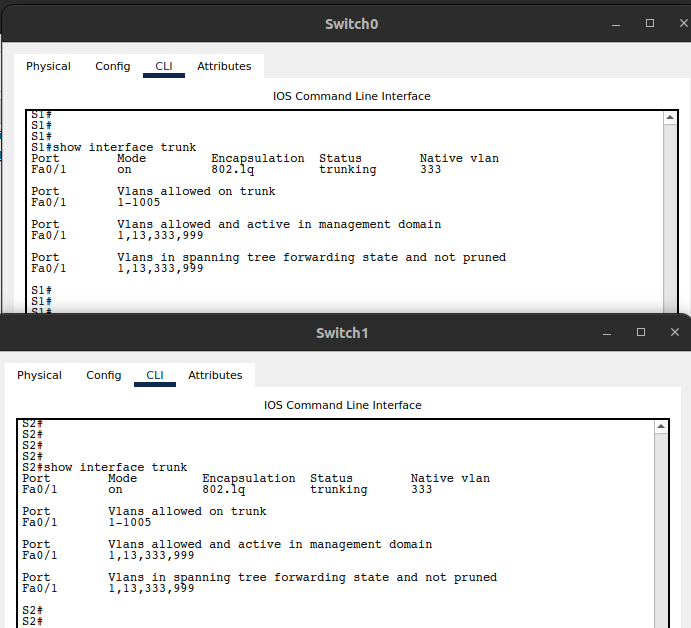 Switch0
Physical Config CLI Attributes
IOS Command Line Interface
S1#
S1#
S1#
S1#show interface trunk
Port Mode Encapsulation Status Native vlan
Fa0/1 on 802.1q trunking 333
Port Vlans allowed on trunk
Fa0/1 1-1005
Port Vlans allowed and active in management domain
Fa0/1 1,13,333,999
Port Vlans in spanning tree forwarding state and not pruned
Fa0/1 1,13,333,999
S1#
S1#
S1#
Switch1
Physical Config CLI Attributes
IOS Command Line Interface
S2#
S2#
S2#
S2#
S2#show interface trunk
Port Mode Encapsulation Status Native vlan
Fa0/1 on 802.1q trunking 333
Port Vlans allowed on trunk
Fa0/1 1-1005
Port Vlans allowed and active in management domain
Fa0/1 1,13,333,999
Port Vlans in spanning tree forwarding state and not pruned
Fa0/1 1,13,333,999
S2#
S2#